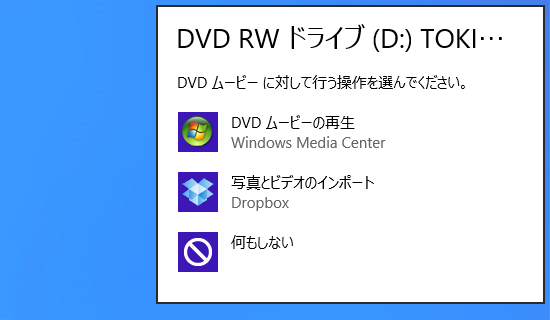 DVD RW ドライブ (D:) TOKI…
DVD ムービー に対して行う操作を選んでください。
DVD ムービーの再生
Windows Media Center
写真とビデオのインポート
Dropbox
何もしない